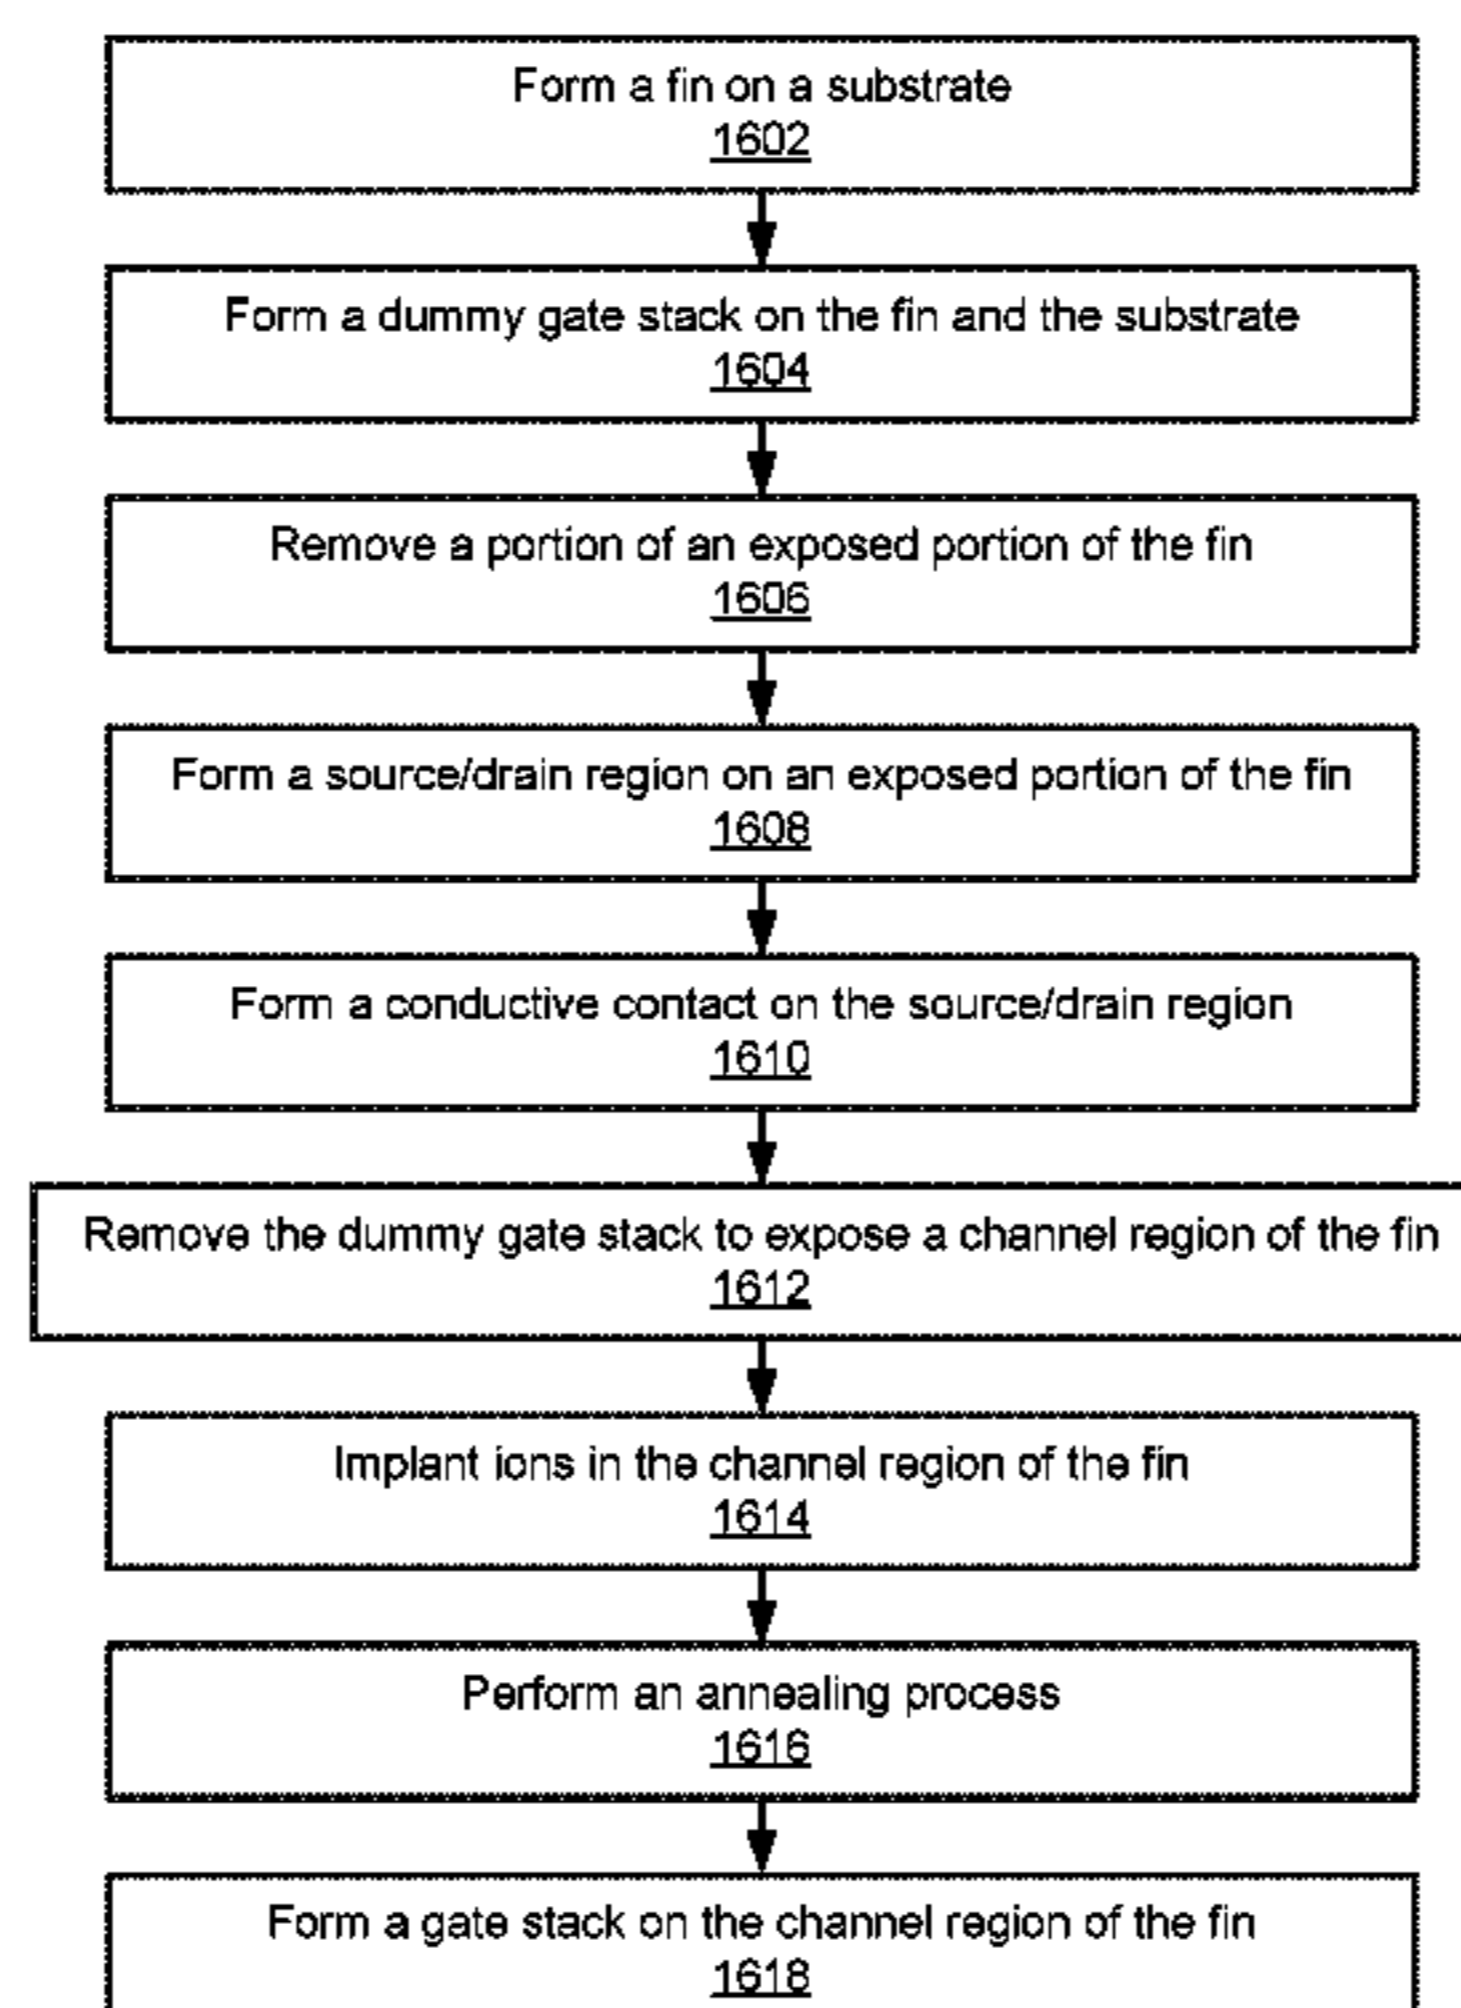 Form a fin on a substrate
1602
Form a dummy gate stack on the fin and the substrate
1604
Remove a portion of an exposed portion of the fin
1606
Form a source/drain region on an exposed portion of the fin
1608
Form a conductive contact on the source/drain region
1610
Remove the dummy gate stack to expose a channel region of the fin
1612
Implant ions in the channel region of the fin
1614
Perform an annealing process
1616
Form a gate stack on the channel region of the fin
1618